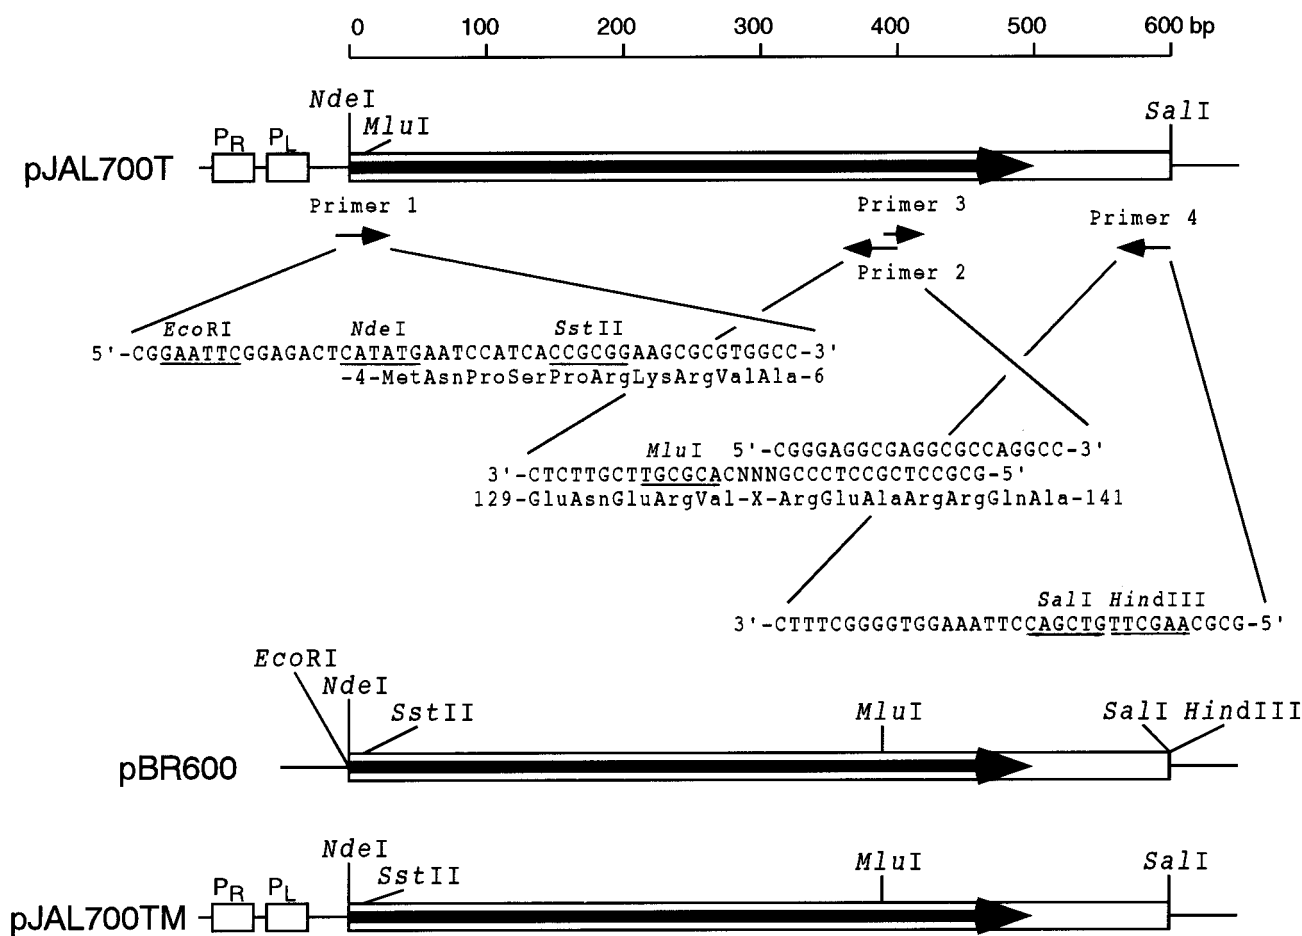 0 100 200 300 400 500 600 bp
NdeI
MluI
SalI
PR PL
pJAL700T
Primer 1
Primer 3
Primer 4
Primer 2
EcoRI NdeI SstII
5'-CGGAATTCGGAGACTCATATGAATCCATCACCGCGGAAGCGCGTGGCC-3'
-4-MetAsnProSerProArgLysArgValAla-6
MluI 5'-CGGGAGGCGAGGCGCCAGGCC-3'
3'-CTCTTGCTTGCGCACNNNGCCCTCCGCTCCGCG-5'
129-GluAsnGluArgVal-X-ArgGluAlaArgArgGlnAla-141
SalI HindIII
3'-CTTTCGGGGTGGAAATTCCAGCTGTTCGAACGCG-5'
EcoRI
NdeI
SstII
MluI
SalI HindIII
pBR600
NdeI
SstII
MluI
SalI
PR PL
pJAL700TM